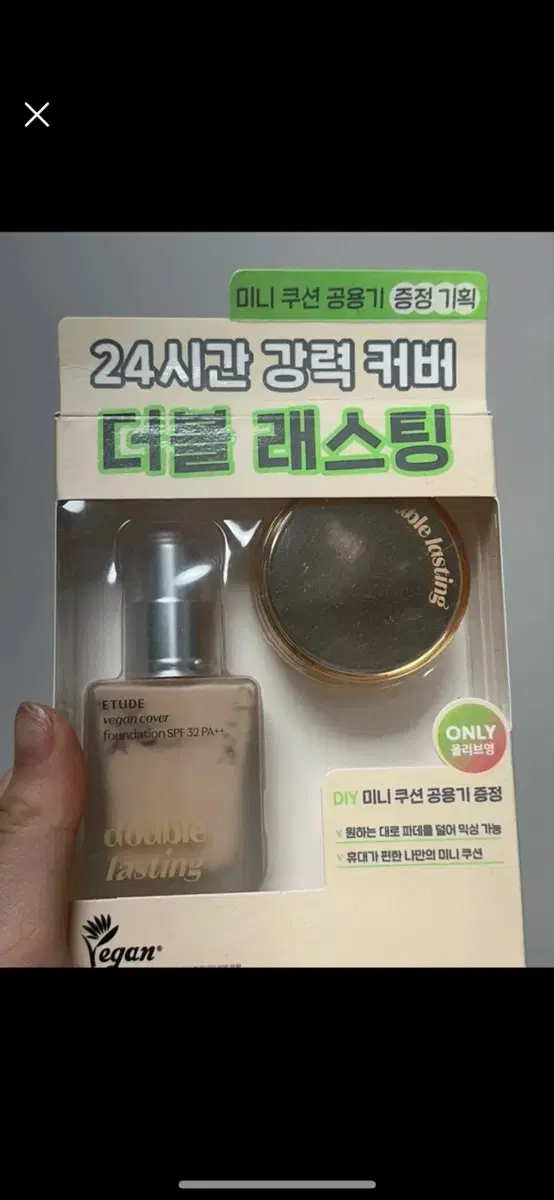 미니 쿠션 공용기 증정 기획
24시간 강력 커버
더블 래스팅
double lasting
ETUDE
vegan cover
foundation SPF 32 PA++
double
lasting
ONLY
올리브영
DIY 미니 쿠션 공용기 증정
원하는 대로 파데를 덜어 믹싱 가능
휴대가 편한 나만의 미니 쿠션
Vegan®